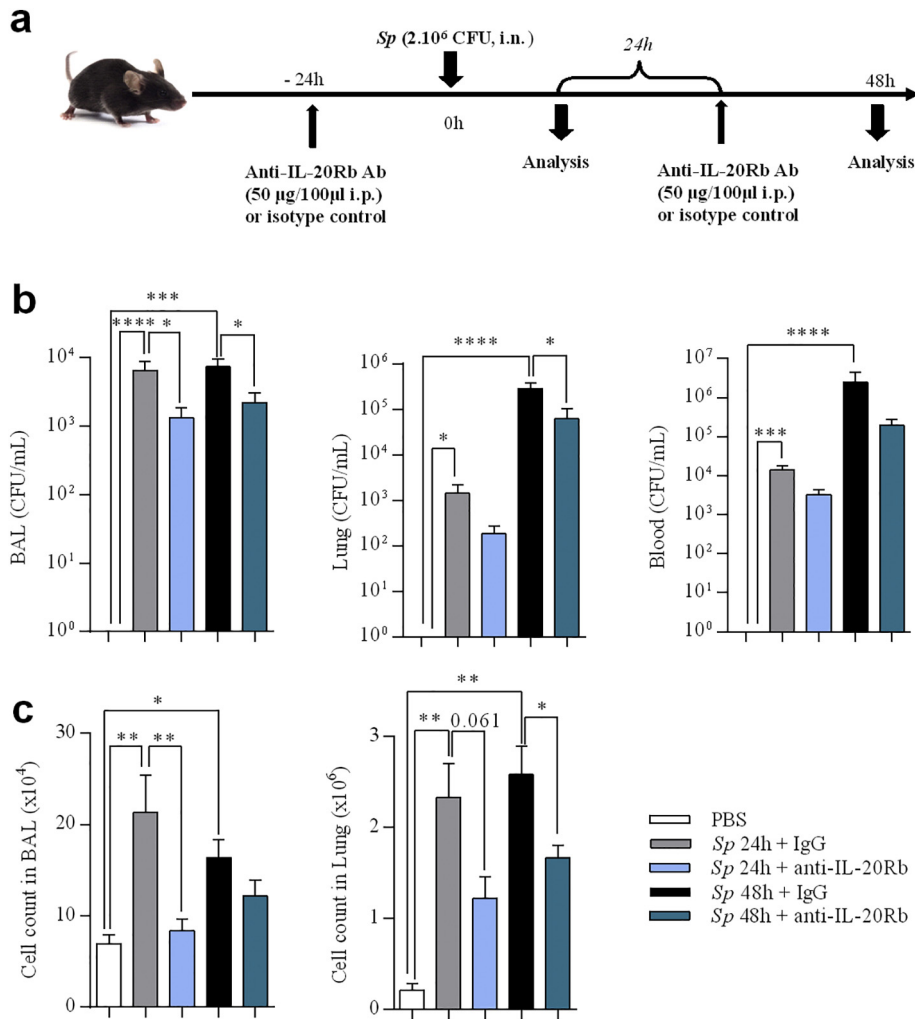 a
Sp (2.10⁶ CFU, i.n.)
24h
- 24h
48h
0h
Anti-IL-20Rb Ab
(50 µg/100µl i.p.)
or isotype control
Analysis
Anti-IL-20Rb Ab
(50 µg/100µl i.p.)
or isotype control
Analysis
b
***
**** *
*
10⁴
10³
10²
10¹
10⁰
BAL (CFU/mL)
****
*
*
10⁶
10⁵
10⁴
10³
10²
10¹
10⁰
Lung (CFU/mL)
****
***
10⁷
10⁶
10⁵
10⁴
10³
10²
10¹
10⁰
Blood (CFU/mL)
c
*
** **
30
20
10
0
Cell count in BAL (x10⁴)
**
** 0.061
*
3
2
1
0
Cell count in Lung (x10⁶)
PBS
Sp 24h + IgG
Sp 24h + anti-IL-20Rb
Sp 48h + IgG
Sp 48h + anti-IL-20Rb